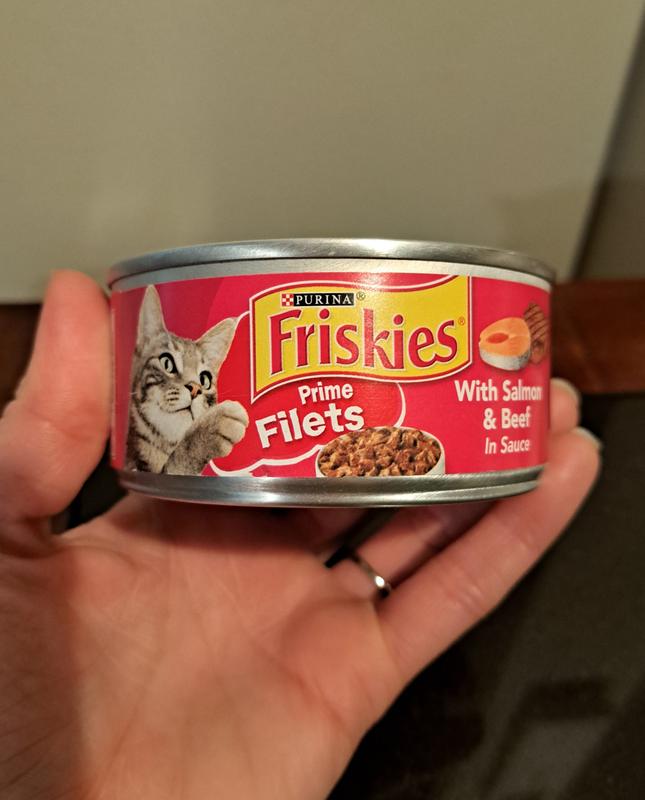 PURINA®
Friskies®
Prime
Filets
With Salmon
& Beef
In Sauce